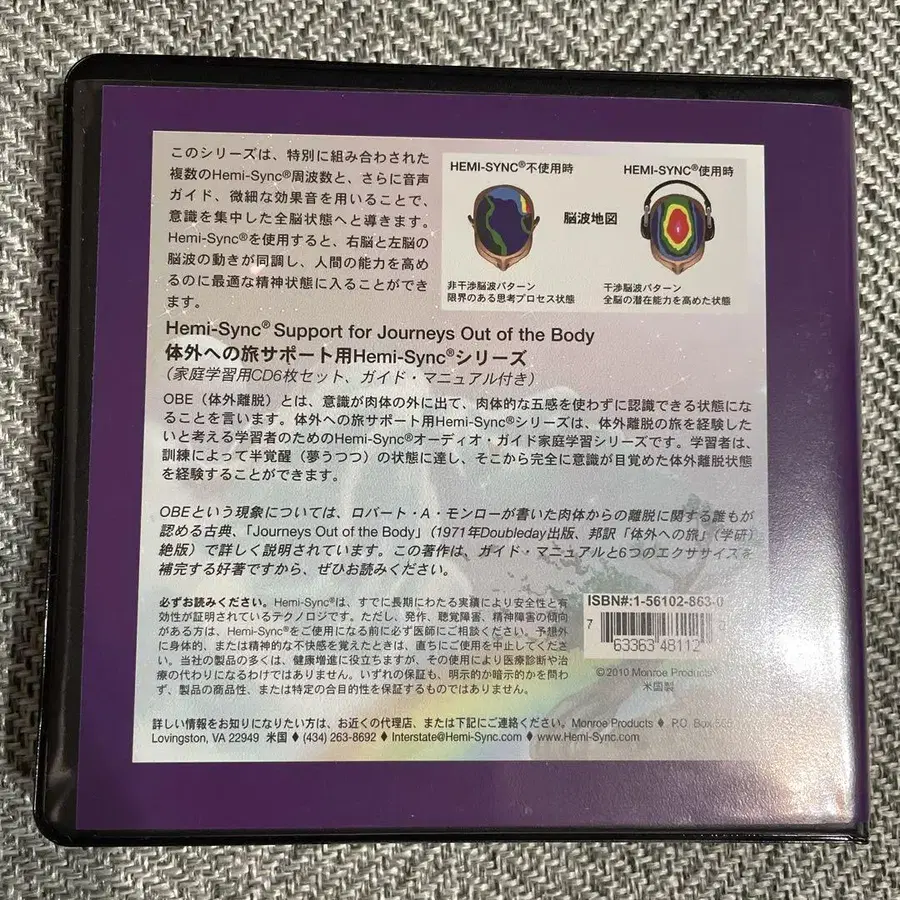 このシリーズは、特別に組み合わされた
複数のHemi-Sync®周波数と、さらに音声
ガイド、微細な効果音を用いることで、
意識を集中した全脳状態へと導きます。
Hemi-Sync®を使用すると、右脳と左脳の
脳波の動きが同調し、人間の能力を高め
るのに最適な精神状態に入ることができ
ます。
HEMI-SYNC®不使用時
HEMI-SYNC®使用時
脳波地図
非干渉脳波パターン
限界のある思考プロセス状態
干渉脳波パターン
全脳の潜在能力を高めた状態
Hemi-Sync® Support for Journeys Out of the Body
体外への旅サポート用Hemi-Sync®シリーズ
（家庭学習用CD6枚セット、ガイド・マニュアル付き）
OBE（体外離脱）とは、意識が肉体の外に出て、肉体的な五感を使わずに認識できる状態にな
ることを言います。体外への旅サポート用Hemi-Sync®シリーズは、体外離脱の旅を経験した
いと考える学習者のためのHemi-Sync®オーディオ・ガイド家庭学習シリーズです。学習者は、
訓練によって半覚醒（夢うつつ）の状態に達し、そこから完全に意識が目覚めた体外離脱状態
を経験することができます。
OBEという現象については、ロバート・A・モンローが書いた肉体からの離脱に関する誰もが
認める古典、「Journeys Out of the Body」（1971年Doubleday出版、邦訳「体外への旅」（学研）
絶版）で詳しく説明されています。この著作は、ガイド・マニュアルと6つのエクササイズを
補完する好著ですから、ぜひお読みください。
必ずお読みください。Hemi-Sync®は、すでに長期にわたる実績により安全性と有
効性が証明されているテクノロジです。ただし、発作、聴覚障害、精神障害の傾向
がある方は、Hemi-Sync®をご使用になる前に必ず医師にご相談ください。予想外
に身体的、または精神的な不快感を覚えたときは、直ちにご使用を中止してくださ
い。当社の製品の多くは、健康増進に役立ちますが、その使用により医療診断や治
療の代わりになるわけではありません。いずれの保証も、明示的か暗示的かを問わ
ず、製品の商品性、または特定の合目的性を保証するものではありません。
ISBN#:1-56102-863-0
7 63363 48112
©2010 Monroe Products
米国製
詳しい情報をお知りになりたい方は、お近くの代理店、または下記にご連絡ください。Monroe Products ♦ P.O. Box 505
Lovingston, VA 22949 米国 ♦ (434) 263-8692 ♦ Interstate@Hemi-Sync.com ♦ www.Hemi-Sync.com